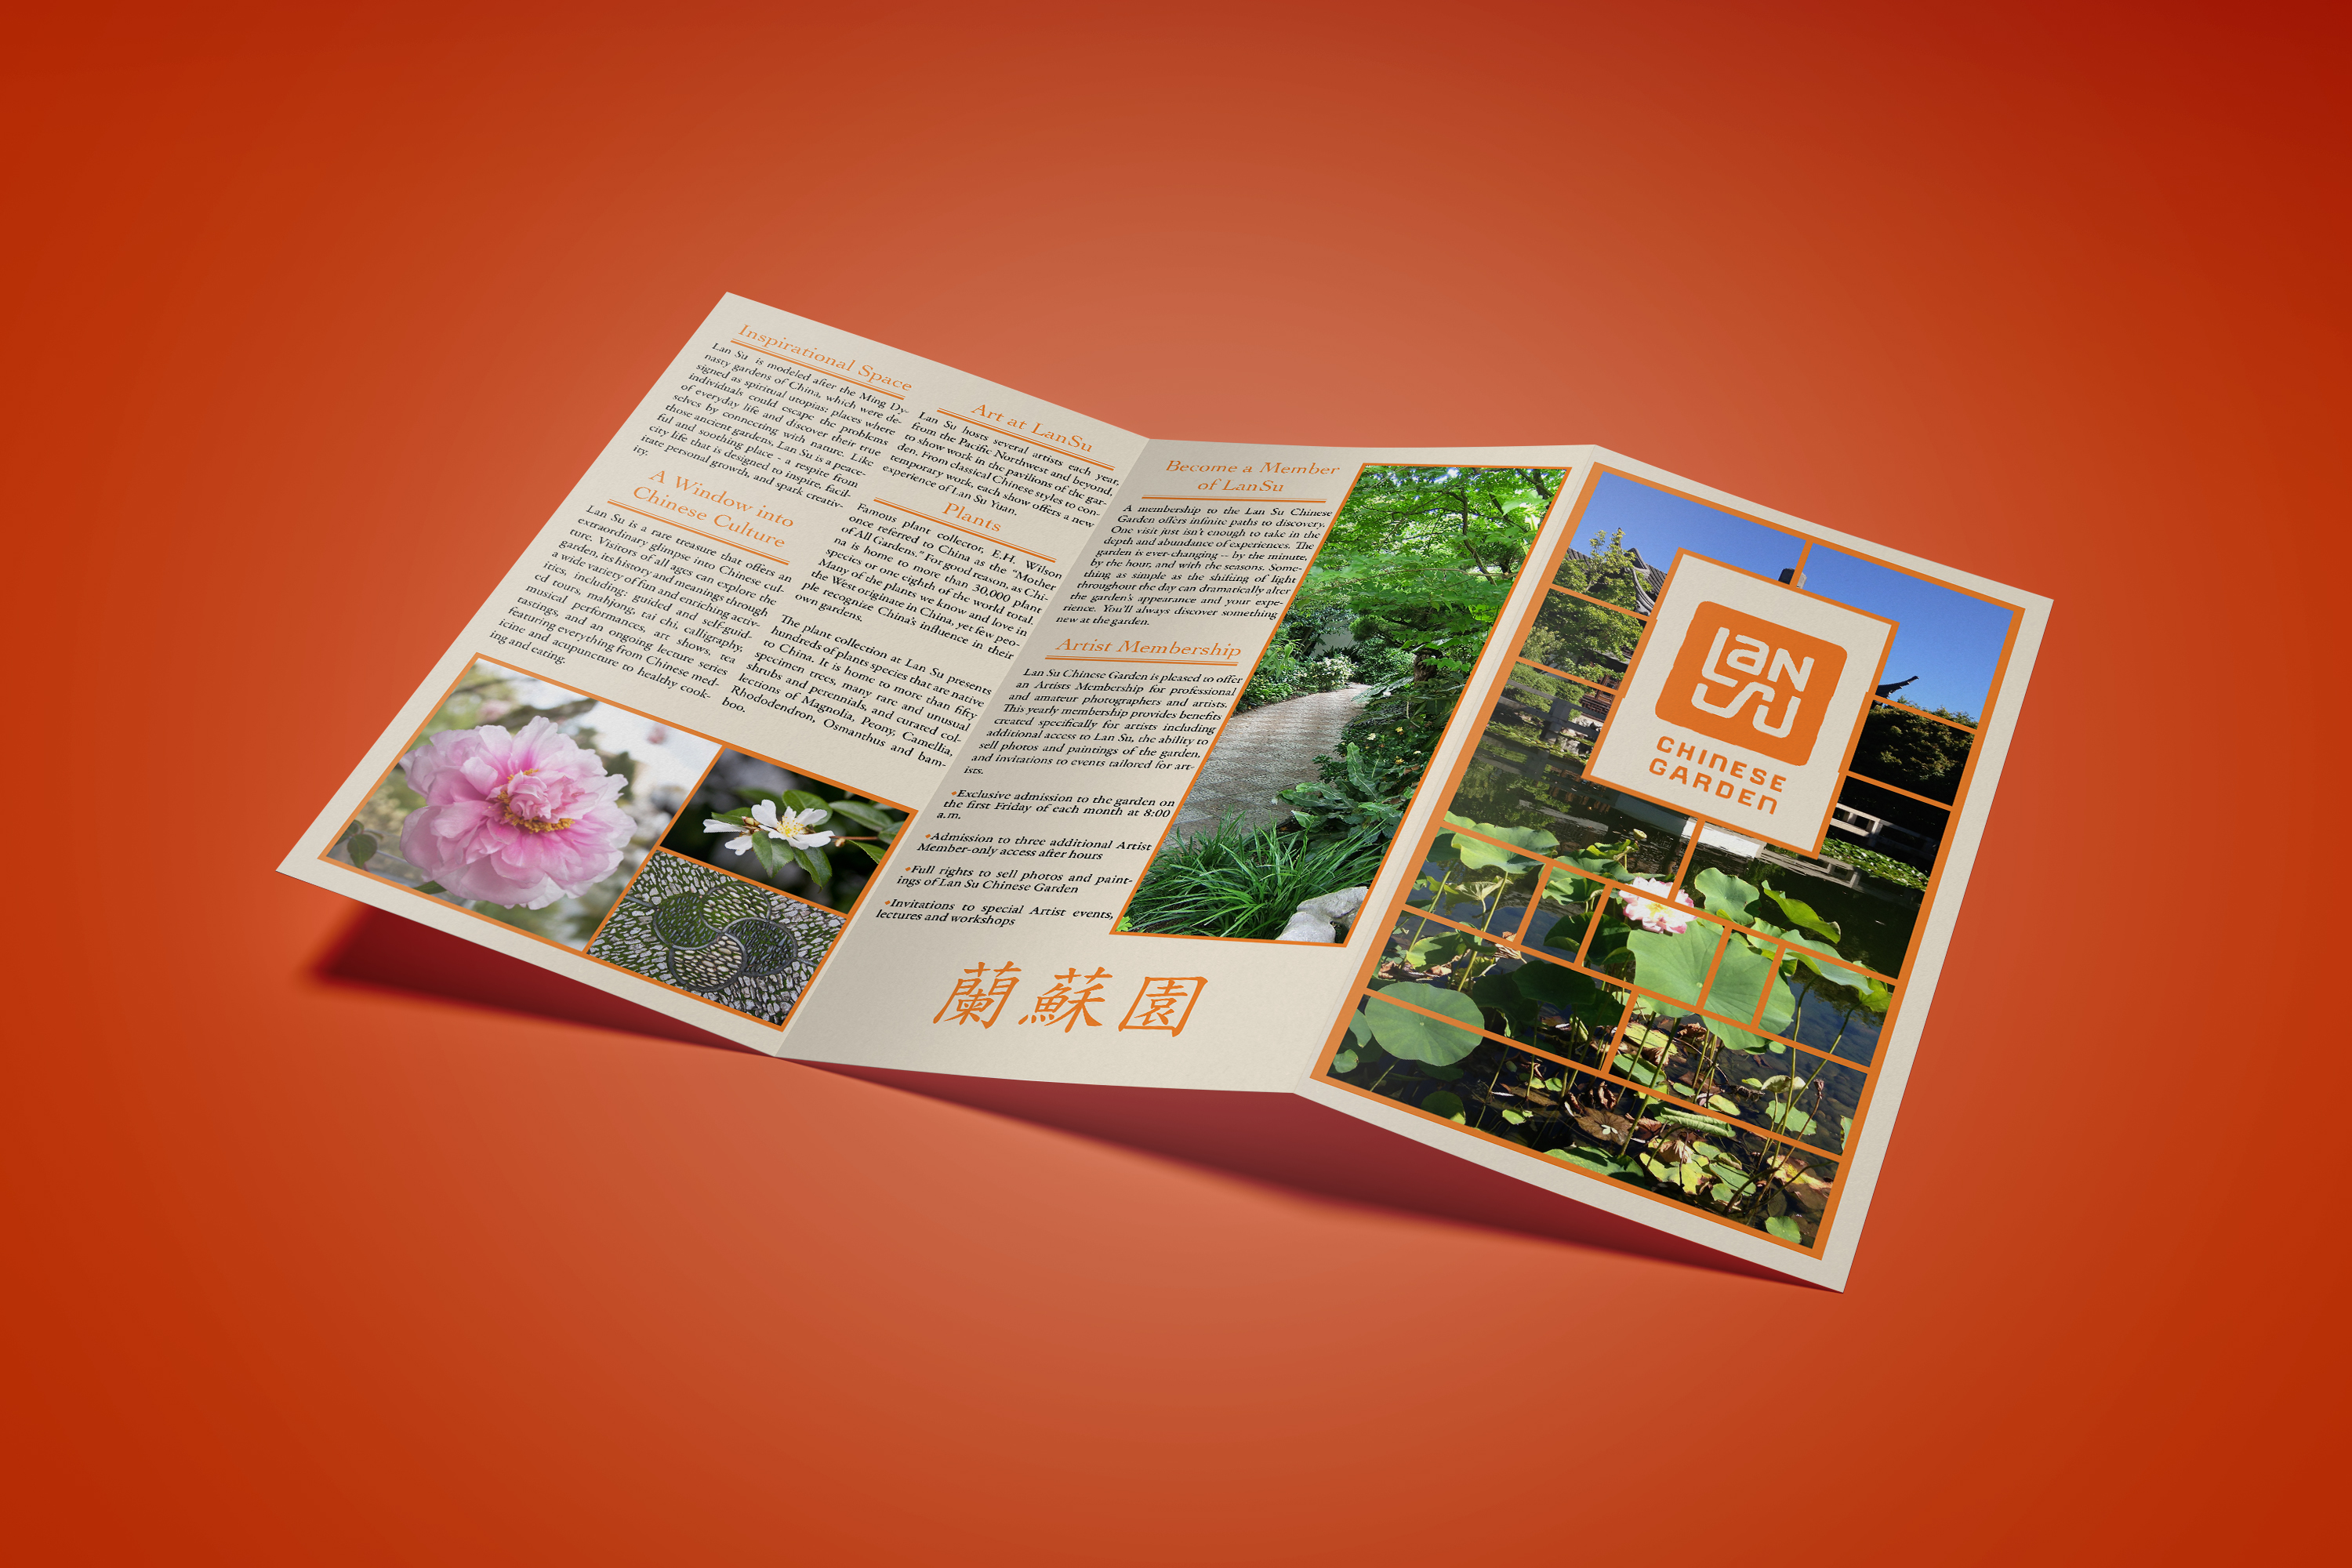 Inspirational Space
Lan Su is modeled after the Ming Dy-
nasty gardens of China, which were de-
signed as spiritual utopias; places where
individuals could escape the problems
of everyday life and discover their true
selves by connecting with nature. Like
those ancient gardens, Lan Su is a peace-
ful and soothing place - a respite from
city life that is designed to inspire, facil-
itate personal growth, and spark creativ-
ity.
A Window into
Chinese Culture
Lan Su is a rare treasure that offers an
extraordinary glimpse into Chinese cul-
ture. Visitors of all ages can explore the
garden, its history and meanings through
a wide variety of fun and enriching activ-
ities, including: guided and self-guid-
ed tours, mahjong, tai chi, calligraphy,
musical performances, art shows, tea
tastings, and an ongoing lecture series
featuring everything from Chinese med-
icine and acupuncture to healthy cook-
ing and eating.
Art at LanSu
Lan Su hosts several artists each year,
from the Pacific Northwest and beyond,
to show work in the pavilions of the gar-
den. From classical Chinese styles to con-
temporary work, each show offers a new
experience of Lan Su Yuan.
Plants
Famous plant collector, E.H. Wilson
once referred to China as the "Mother
of All Gardens." For good reason, as Chi-
na is home to more than 30,000 plant
species or one eighth of the world total.
Many of the plants we know and love in
the West originate in China, yet few peo-
ple recognize China's influence in their
own gardens.
The plant collection at Lan Su presents
hundreds of plants species that are native
to China. It is home to more than fifty
specimen trees, many rare and unusual
shrubs and perennials, and curated col-
lections of Magnolia, Peony, Camellia,
Rhododendron, Osmanthus and bam-
boo.
Become a Member
of LanSu
A membership to the Lan Su Chinese
Garden offers infinite paths to discovery.
One visit just isn't enough to take in the
depth and abundance of experiences. The
garden is ever-changing -- by the minute,
by the hour, and with the seasons. Some-
thing as simple as the shifting of light
throughout the day can dramatically alter
the garden's appearance and your expe-
rience. You'll always discover something
new at the garden.
Artist Membership
Lan Su Chinese Garden is pleased to offer
an Artists Membership for professional
and amateur photographers and artists.
This yearly membership provides benefits
created specifically for artists including
additional access to Lan Su, the ability to
sell photos and paintings of the garden,
and invitations to events tailored for art-
ists.
•Exclusive admission to the garden on
the first Friday of each month at 8:00
a.m.
•Admission to three additional Artist
Member-only access after hours
•Full rights to sell photos and paint-
ings of Lan Su Chinese Garden
•Invitations to special Artist events,
lectures and workshops
蘭蘇園
Lan
Su
CHINESE
GARDEN